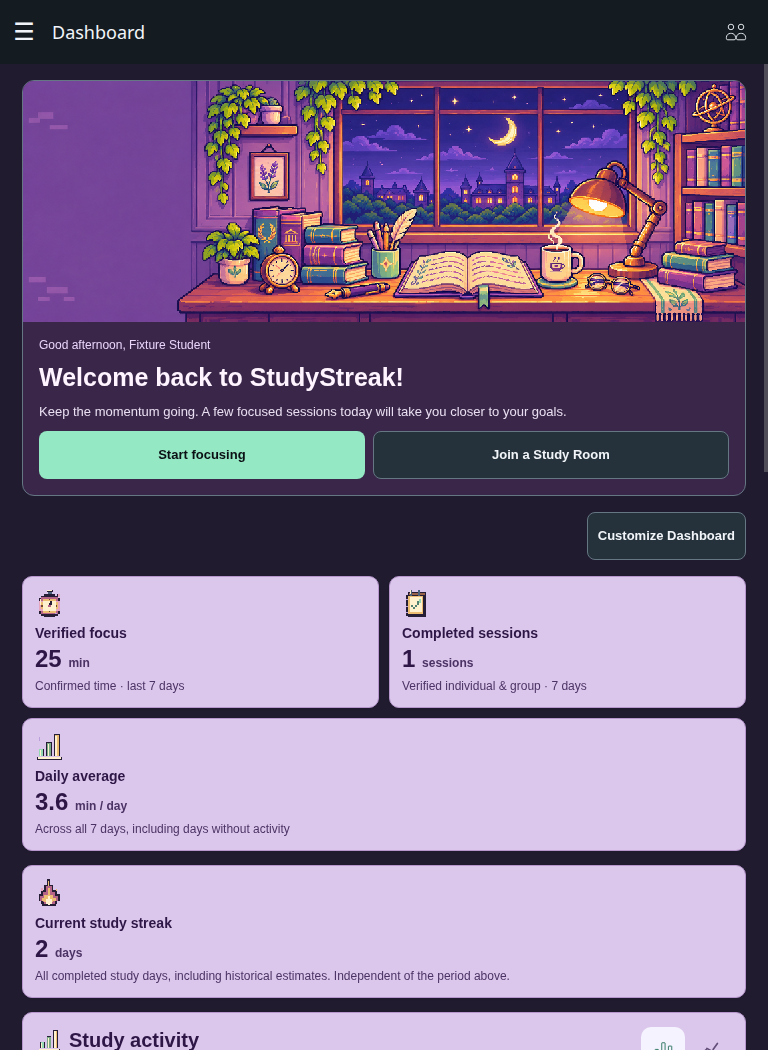 Dashboard
Good afternoon, Fixture Student
Welcome back to StudyStreak!
Keep the momentum going. A few focused sessions today will take you closer to your goals.
Start focusing
Join a Study Room
Customize Dashboard
Verified focus
25 min
Confirmed time · last 7 days
Completed sessions
1 sessions
Verified individual & group · 7 days
Daily average
3.6 min / day
Across all 7 days, including days without activity
Current study streak
2 days
All completed study days, including historical estimates. Independent of the period above.
Study activity